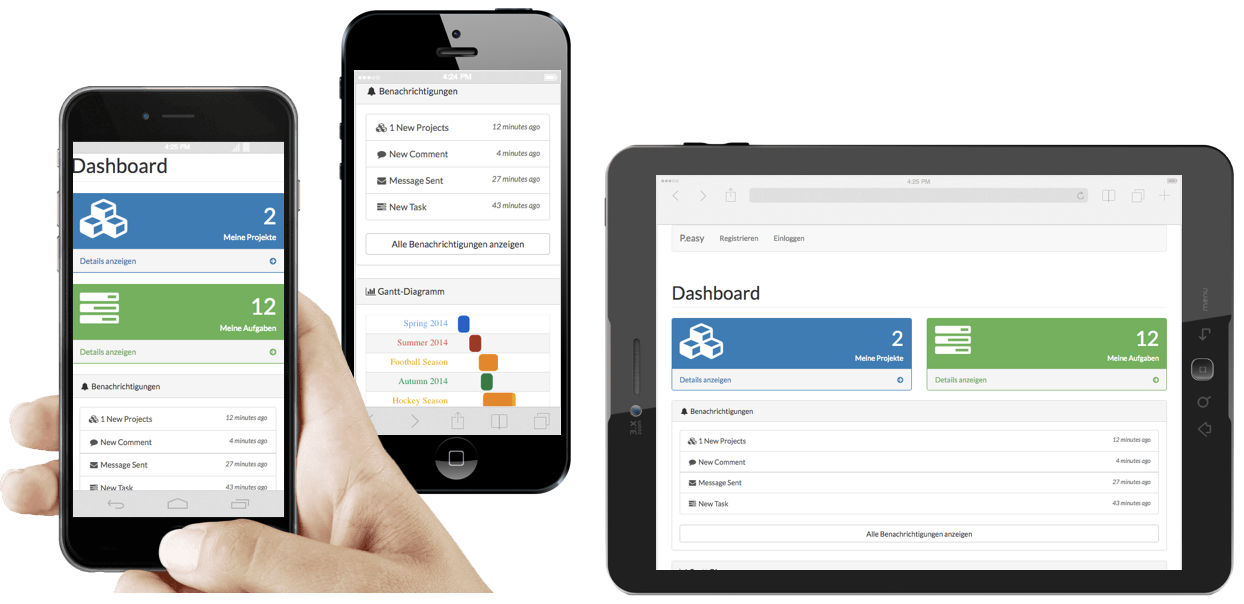 4:25 PM
Dashboard
2
Meine Projekte
Details anzeigen
12
Meine Aufgaben
Details anzeigen
Benachrichtigungen
1 New Projects 12 minutes ago
New Comment 4 minutes ago
Message Sent 27 minutes ago
New Task 43 minutes ago
4:24 PM
Benachrichtigungen
1 New Projects 12 minutes ago
New Comment 4 minutes ago
Message Sent 27 minutes ago
New Task 43 minutes ago
Alle Benachrichtigungen anzeigen
Gantt-Diagramm
Spring 2014
Summer 2014
Football Season
Autumn 2014
Hockey Season
4:25 PM
P.easy Registrieren Einloggen
Dashboard
2
Meine Projekte
Details anzeigen
12
Meine Aufgaben
Details anzeigen
Benachrichtigungen
1 New Projects 12 minutes ago
New Comment 4 minutes ago
Message Sent 27 minutes ago
New Task 43 minutes ago
Alle Benachrichtigungen anzeigen
menu
3.X